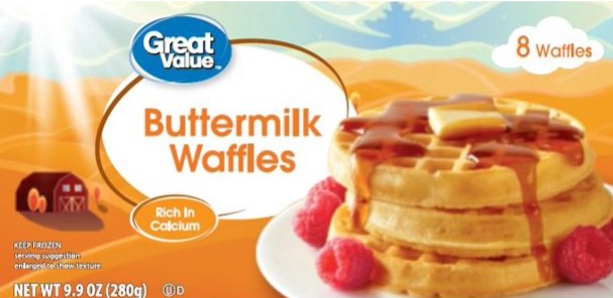 Great
Value™
8 Waffles
Buttermilk
Waffles
Rich In
Calcium
KEEP FROZEN
serving suggestion
enlarged to show texture
NET WT 9.9 OZ (280g) Ⓤ D